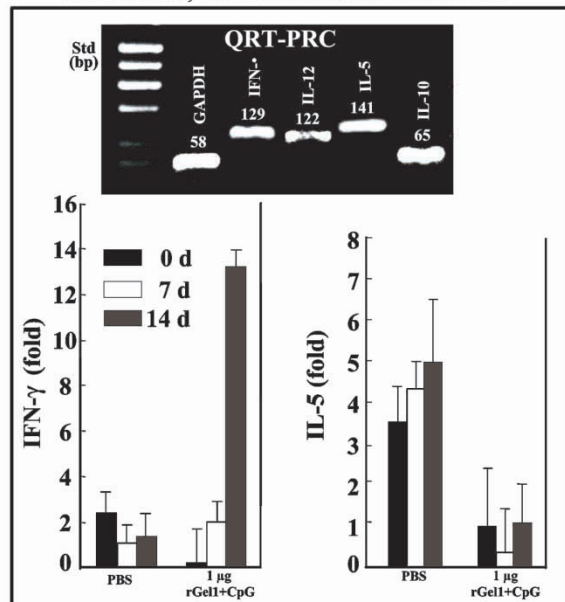 QRT-PRC
Std
(bp)
GAPDH
IFN-•
IL-12
IL-5
IL-10
58
129
122
141
65
16
14
12
10
8
6
4
2
0
IFN-γ (fold)
0 d
7 d
14 d
PBS
1 µg
rGel1+CpG
8
7
6
5
4
3
2
1
0
IL-5 (fold)
PBS
1 µg
rGel1+CpG